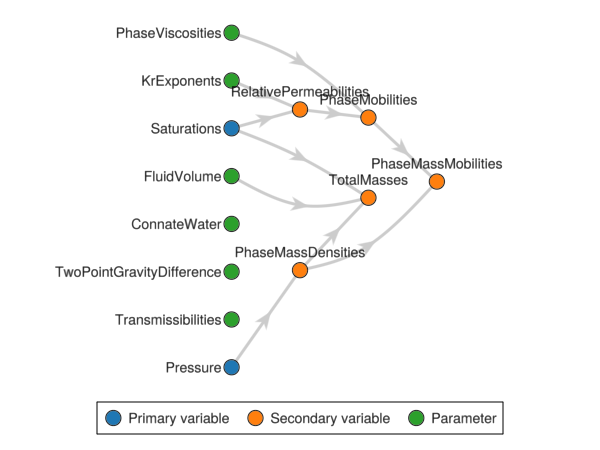 PhaseViscosities
KrExponents
RelativePermeabilities
PhaseMobilities
Saturations
PhaseMassMobilities
FluidVolume
TotalMasses
ConnateWater
PhaseMassDensities
TwoPointGravityDifference
Transmissibilities
Pressure
Primary variable
Secondary variable
Parameter